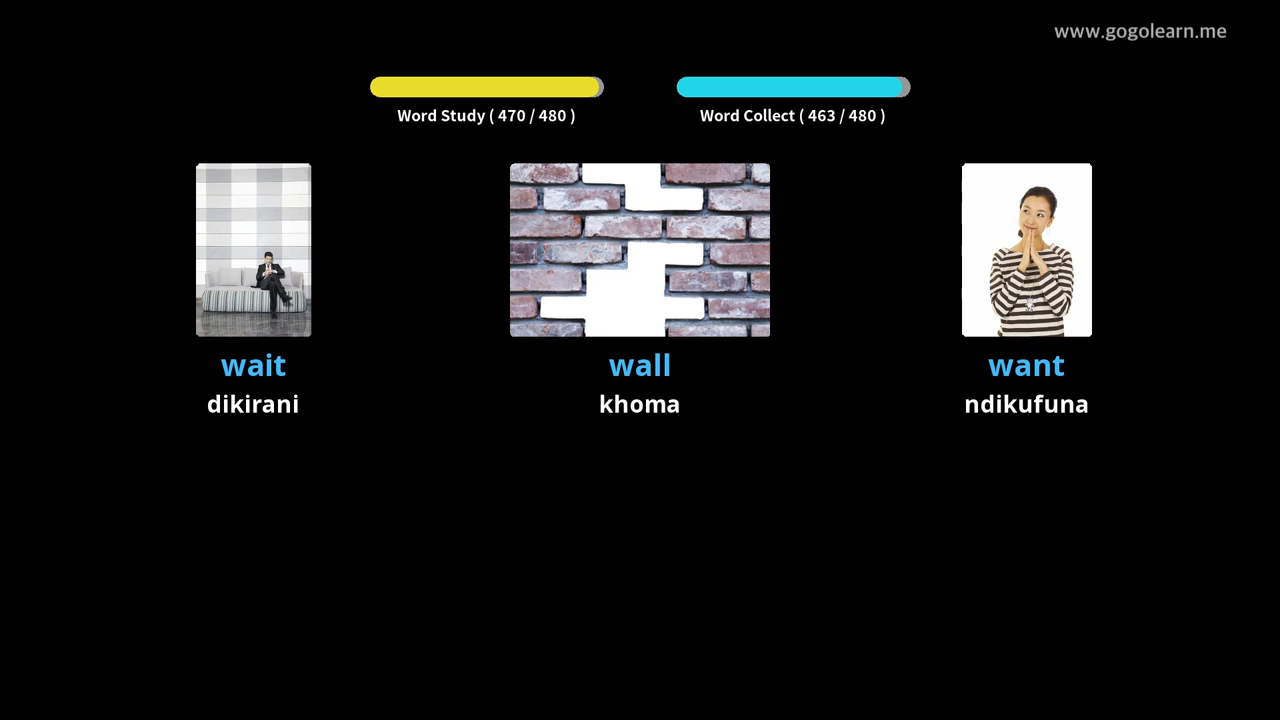 www.gogolearn.me
Word Study ( 470 / 480 )
Word Collect ( 463 / 480 )
wait
dikirani
wall
khoma
want
ndikufuna